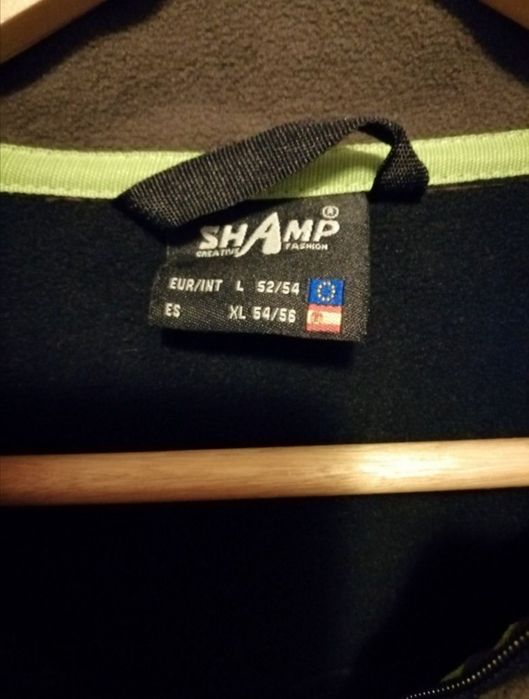 SHAMP®
CREATIVE FASHION
EUR/INT L 52/54
ES XL 54/56